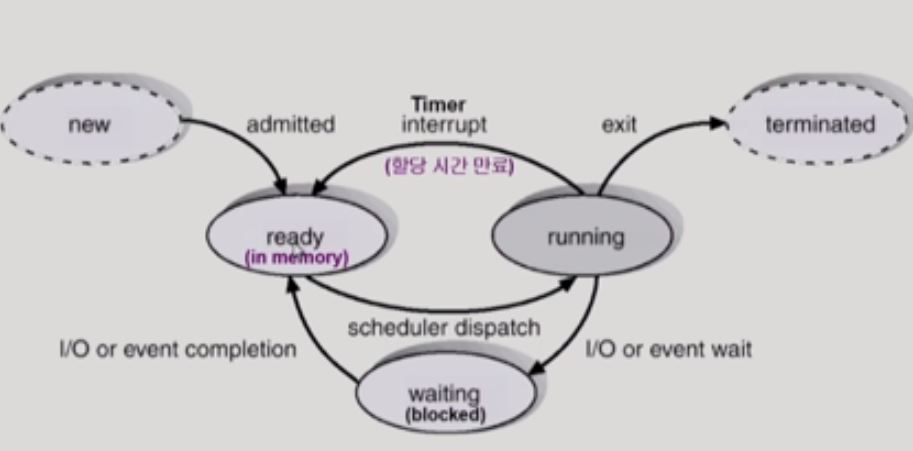 new
admitted
Timer
interrupt
(할당 시간 만료)
exit
terminated
ready
(in memory)
running
scheduler dispatch
I/O or event completion
I/O or event wait
waiting
(blocked)